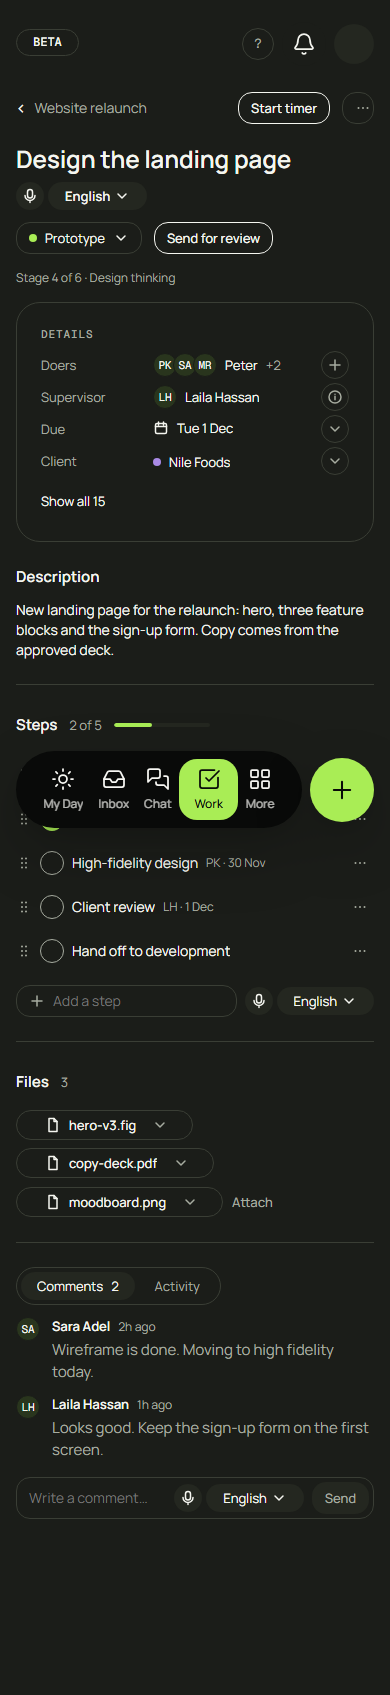 BETA
?
Website relaunch
Start timer
Design the landing page
English
Prototype
Send for review
Stage 4 of 6 · Design thinking
DETAILS
Doers PK SA MR Peter +2
Supervisor LH Laila Hassan
Due Tue 1 Dec
Client Nile Foods
Show all 15
Description
New landing page for the relaunch: hero, three feature
blocks and the sign-up form. Copy comes from the
approved deck.
Steps 2 of 5
My Day Inbox Chat Work More
High-fidelity design PK · 30 Nov
Client review LH · 1 Dec
Hand off to development
Add a step English
Files 3
hero-v3.fig
copy-deck.pdf
moodboard.png Attach
Comments 2 Activity
SA Sara Adel 2h ago
Wireframe is done. Moving to high fidelity
today.
LH Laila Hassan 1h ago
Looks good. Keep the sign-up form on the first
screen.
Write a comment... English Send